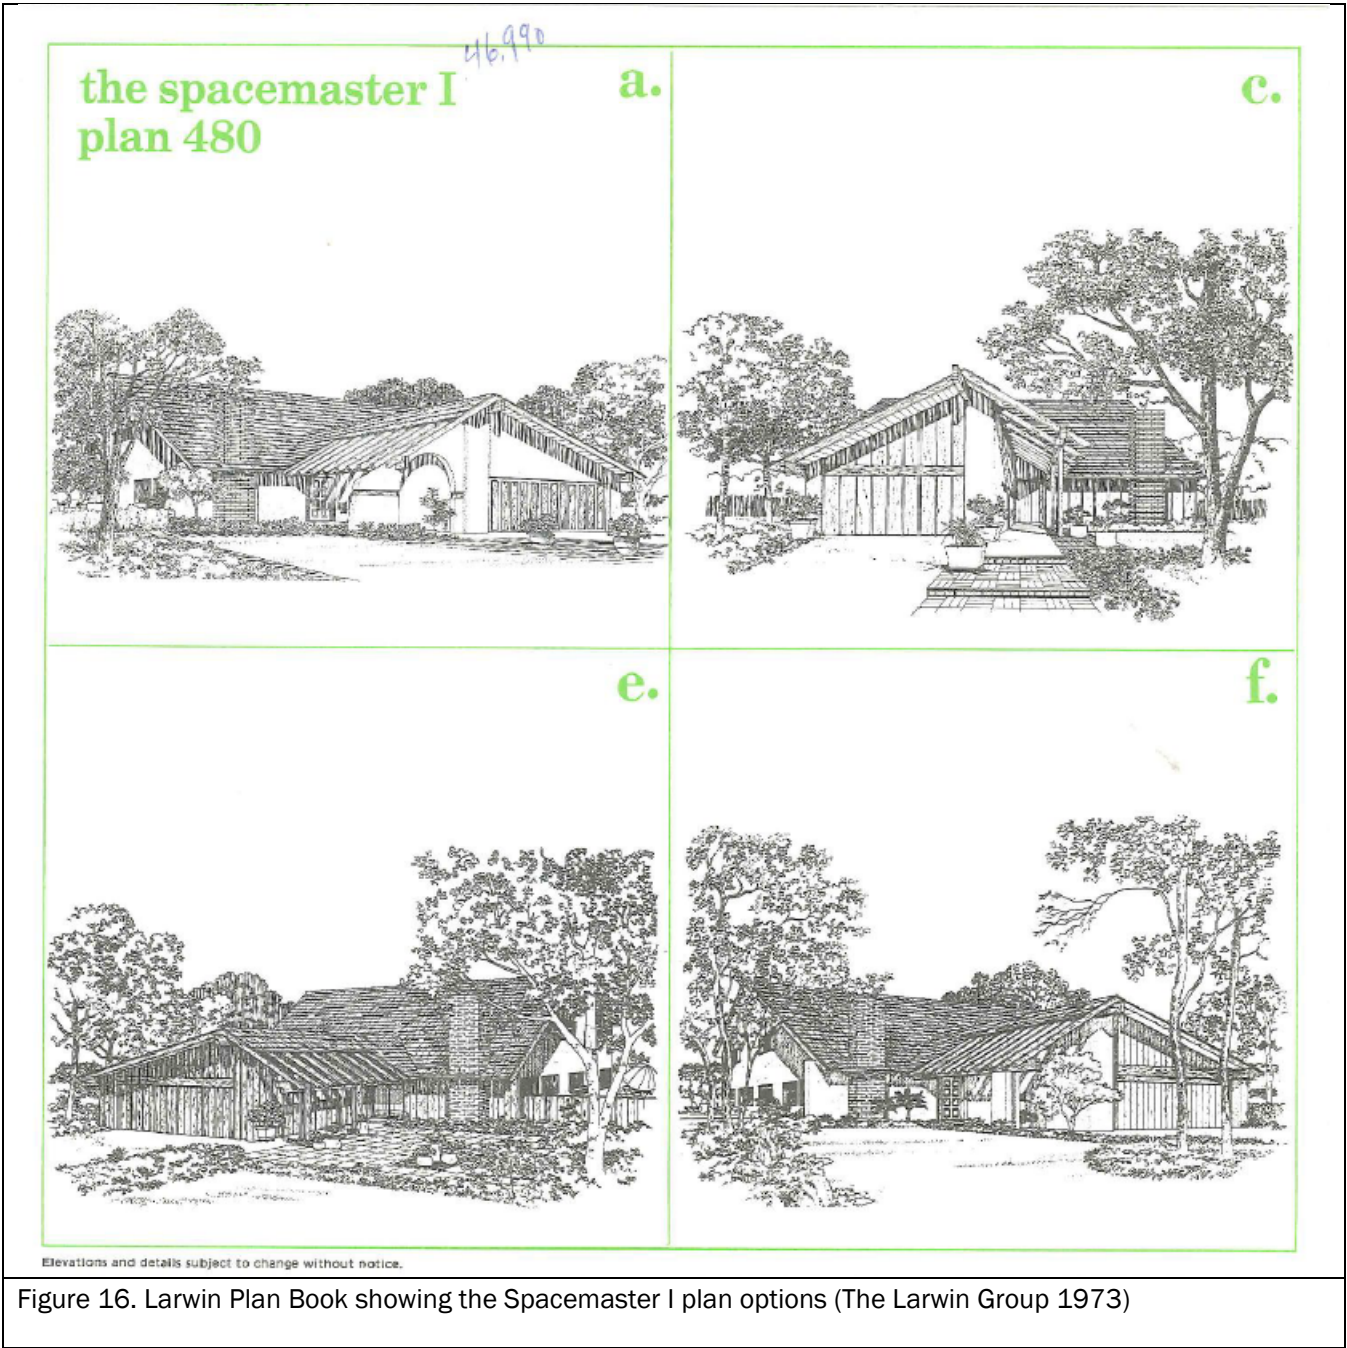 46,990
the spacemaster I
plan 480
a.
c.
e.
f.
Elevations and details subject to change without notice.
Figure 16. Larwin Plan Book showing the Spacemaster I plan options (The Larwin Group 1973)